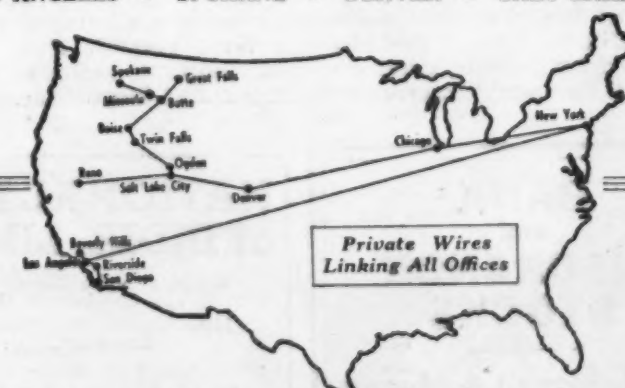 Spokane
Great Falls
Missoula
Butte
Boise
Twin Falls
Ogden
Reno
Salt Lake City
Denver
Chicago
New York
Beverly Hills
Los Angeles
Riverside
San Diego
Private Wires
Linking All Offices